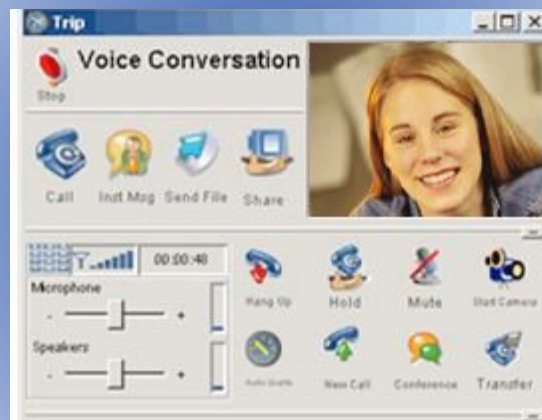 Trip
Voice Conversation
Stop
Call Inst Msg Send File Share
00:00:48
Microphone
- +
Speakers
- +
Hang Up Hold Mute Start Camera
New Call Conference Transfer